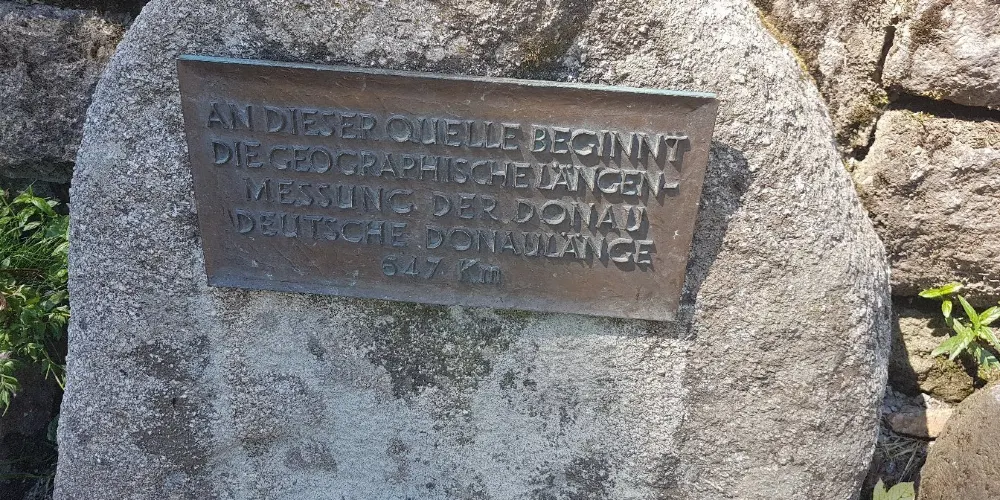 AN DIESER QUELLE BEGINNT
DIE GEOGRAPHISCHE LÄNGEN-
MESSUNG DER DONAU
DEUTSCHE DONAULÄNGE
647 Km